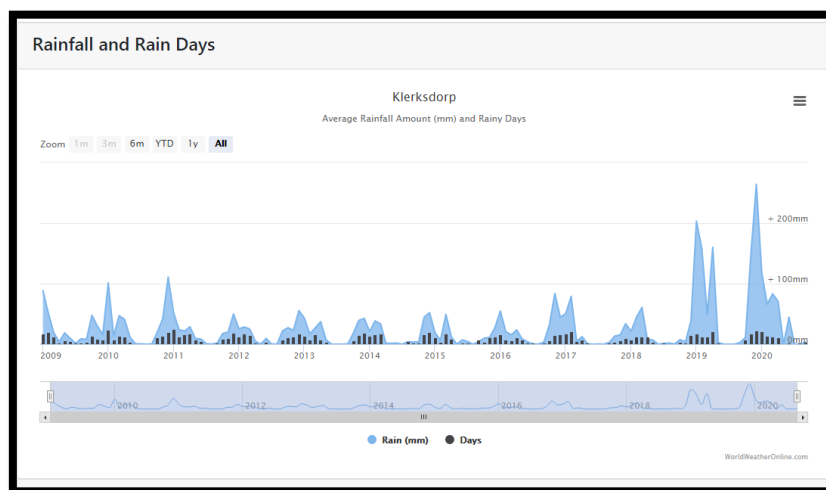 Rainfall and Rain Days
Klerksdorp
Average Rainfall Amount (mm) and Rainy Days
Zoom 1m 3m 6m YTD 1y All
+ 200mm
+ 100mm
0mm
2009 2010 2011 2012 2013 2014 2015 2016 2017 2018 2019 2020
2010 2012 2014 2016 2018 2020
Rain (mm) Days
WorldWeatherOnline.com